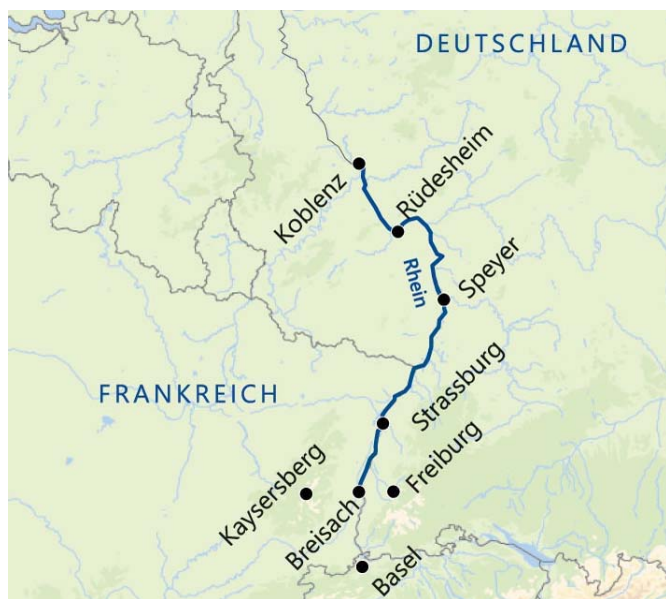 DEUTSCHLAND
Koblenz
Rüdesheim
Rhein
Speyer
FRANKREICH
Strassburg
Kaysersberg
Breisach
Freiburg
Basel